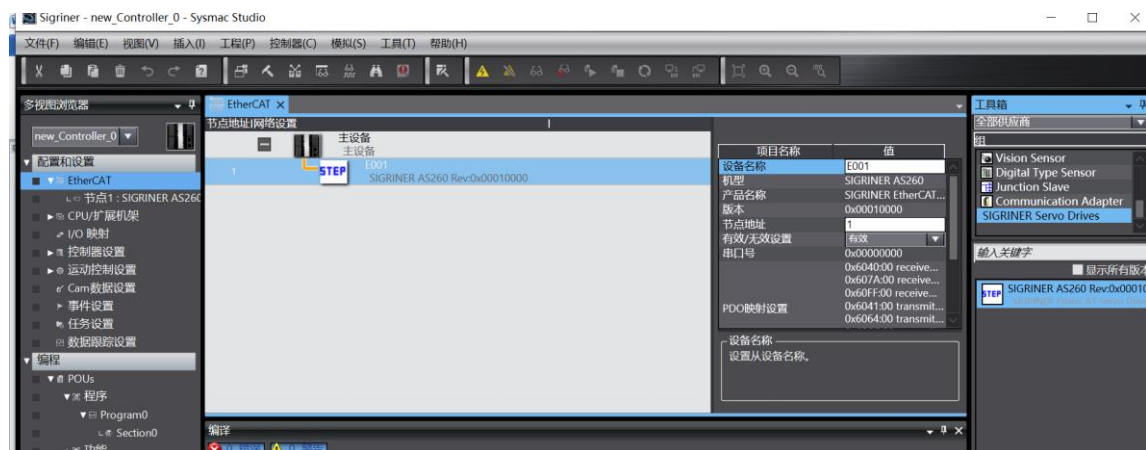 Sigriner - new_Controller_0 - Sysmac Studio
文件(F) 编辑(E) 视图(V) 插入(I) 工程(P) 控制器(C) 模拟(S) 工具(T) 帮助(H)
多视图浏览器
new_Controller_0
配置和设置
EtherCAT
节点1 : SIGRINER AS260
CPU/扩展机架
I/O 映射
控制器设置
运动控制设置
Cam数据设置
事件设置
任务设置
数据跟踪设置
编程
POUs
程序
Program0
Section0
功能
EtherCAT
节点地址|网络设置
主设备
主设备
1
STEP
E001
SIGRINER AS260 Rev:0x00010000
项目名称 值
设备名称 E001
机型 SIGRINER AS260
产品名称 SIGRINER EtherCAT...
版本 0x00010000
节点地址 1
有效/无效设置 有效
串口号 0x00000000
PDO映射设置
0x6040:00 receive...
0x607A:00 receive...
0x60FF:00 receive...
0x6041:00 transmit...
0x6064:00 transmit...
设备名称
设置从设备名称。
编译
工具箱
全部供应商
组
Vision Sensor
Digital Type Sensor
Junction Slave
Communication Adapter
SIGRINER Servo Drives
输入关键字
显示所有版本
STEP
SIGRINER AS260 Rev:0x00010